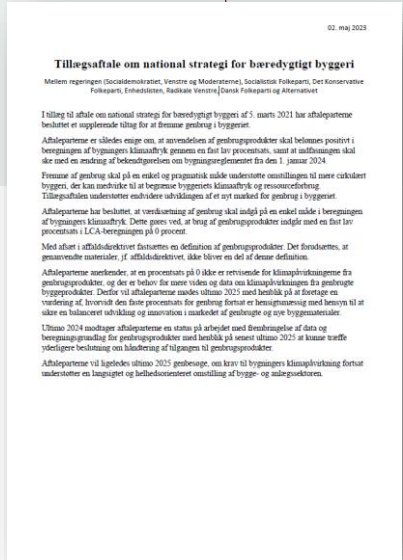 02. maj 2023
Tillægsaftale om national strategi for bæredygtigt byggeri
Mellem regeringen (Socialdemokratiet, Venstre og Moderaterne), Socialistisk Folkeparti, Det Konservative
Folkeparti, Enhedslisten, Radikale Venstre, Dansk Folkeparti og Alternativet
I tillæg til aftale om national strategi for bæredygtigt byggeri af 5. marts 2021 har aftaleparterne
besluttet et supplerende tiltag for at fremme genbrug i byggeriet.
Aftaleparterne er således enige om, at anvendelsen af genbrugsprodukter skal belønnes positivt i
beregningen af bygningers klimaaftryk gennem en fast lav procentsats, samt at indfasningen skal
ske med en ændring af bekendtgørelsen om bygningsreglementet fra den 1. januar 2024.
Fremme af genbrug skal på en enkel og pragmatisk måde understøtte omstillingen til mere cirkulært
byggeri, der kan medvirke til at begrænse byggeriets klimaaftryk og ressourceforbrug.
Tillægsaftalen understøtter endvidere udviklingen af et nyt marked for genbrug i byggeriet.
Aftaleparterne har besluttet, at værdisætning af genbrug skal indgå på en enkel måde i beregningen
af bygningers klimaaftryk. Dette gøres ved, at brug af genbrugsprodukter indgår med en fast lav
procentsats i LCA-beregningen på 0 procent.
Med afsæt i affaldsdirektivet fastsættes en definition af genbrugsprodukter. Det forudsættes, at
genanvendte materialer, jf. affaldsdirektivet, ikke bliver en del af denne definition.
Aftaleparterne anerkender, at en procentsats på 0 ikke er retvisende for klimapåvirkningerne fra
genbrugsprodukter, og der er behov for mere viden og data om klimapåvirkningen fra genbrugte
byggeprodukter. Derfor vil aftaleparterne modtages ultimo 2025 med henblik på at foretage en
vurdering af, hvorvidt den faste procentsats for genbrug fortsat er hensigtsmæssig med hensyn til at
sikre en balanceret udvikling og innovation i markedet af genbrugte og nye byggematerialer.
Ultimo 2024 modtager aftaleparterne en status på arbejdet med frembringelse af data og
beregningsgrundlag for genbrugsprodukter med henblik på senest ultimo 2025 at kunne træffe
yderligere beslutning om håndtering af tilgangen til genbrugsprodukter.
Aftaleparterne vil ligeledes ultimo 2025 genbesøge, om krav til bygningers klimapåvirkning fortsat
understøtter en langsigtet og helhedsorienteret omstilling af bygge- og anlægssektoren.